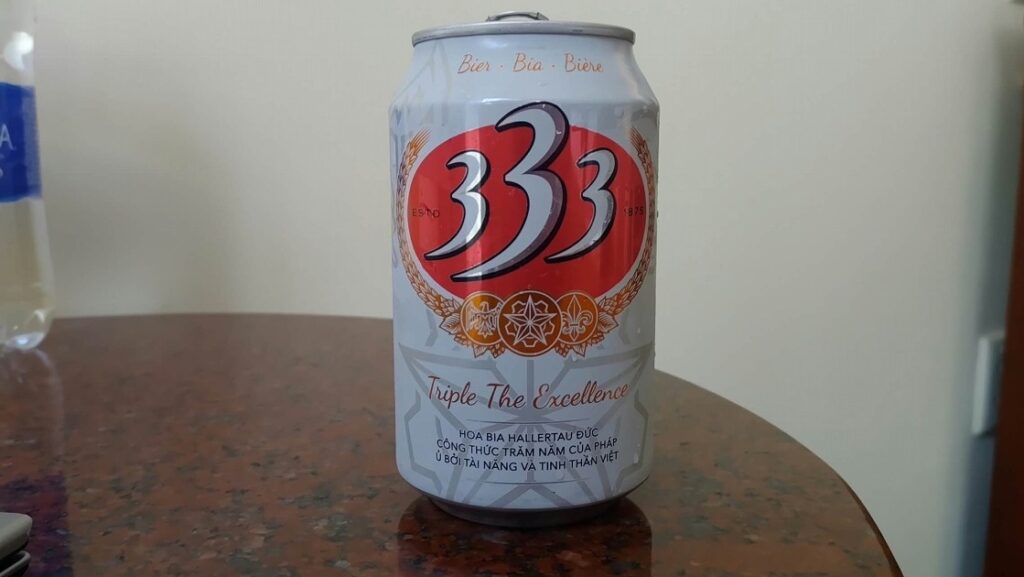 Bier · Bia · Bière
333
ESTD 1875
Triple The Excellence
HOA BIA HALLERTAU ĐỨC
CÔNG THỨC TRĂM NĂM CỦA PHÁP
Ủ BỞI TÀI NĂNG VÀ TINH THẦN VIỆT